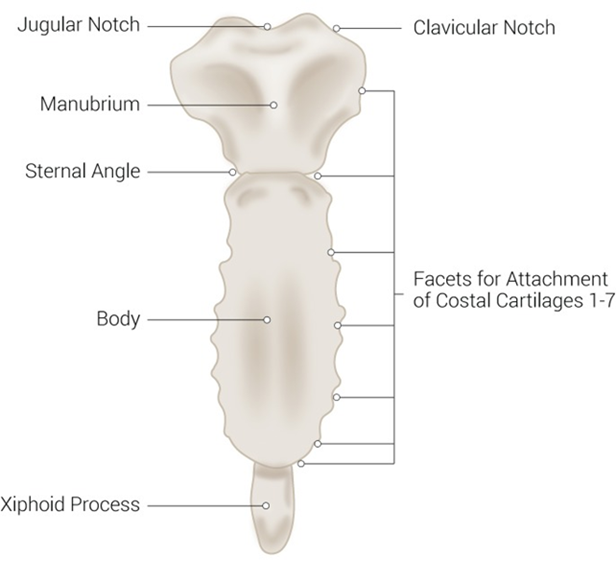 Jugular Notch
Clavicular Notch
Manubrium
Sternal Angle
Facets for Attachment
of Costal Cartilages 1-7
Body
Xiphoid Process